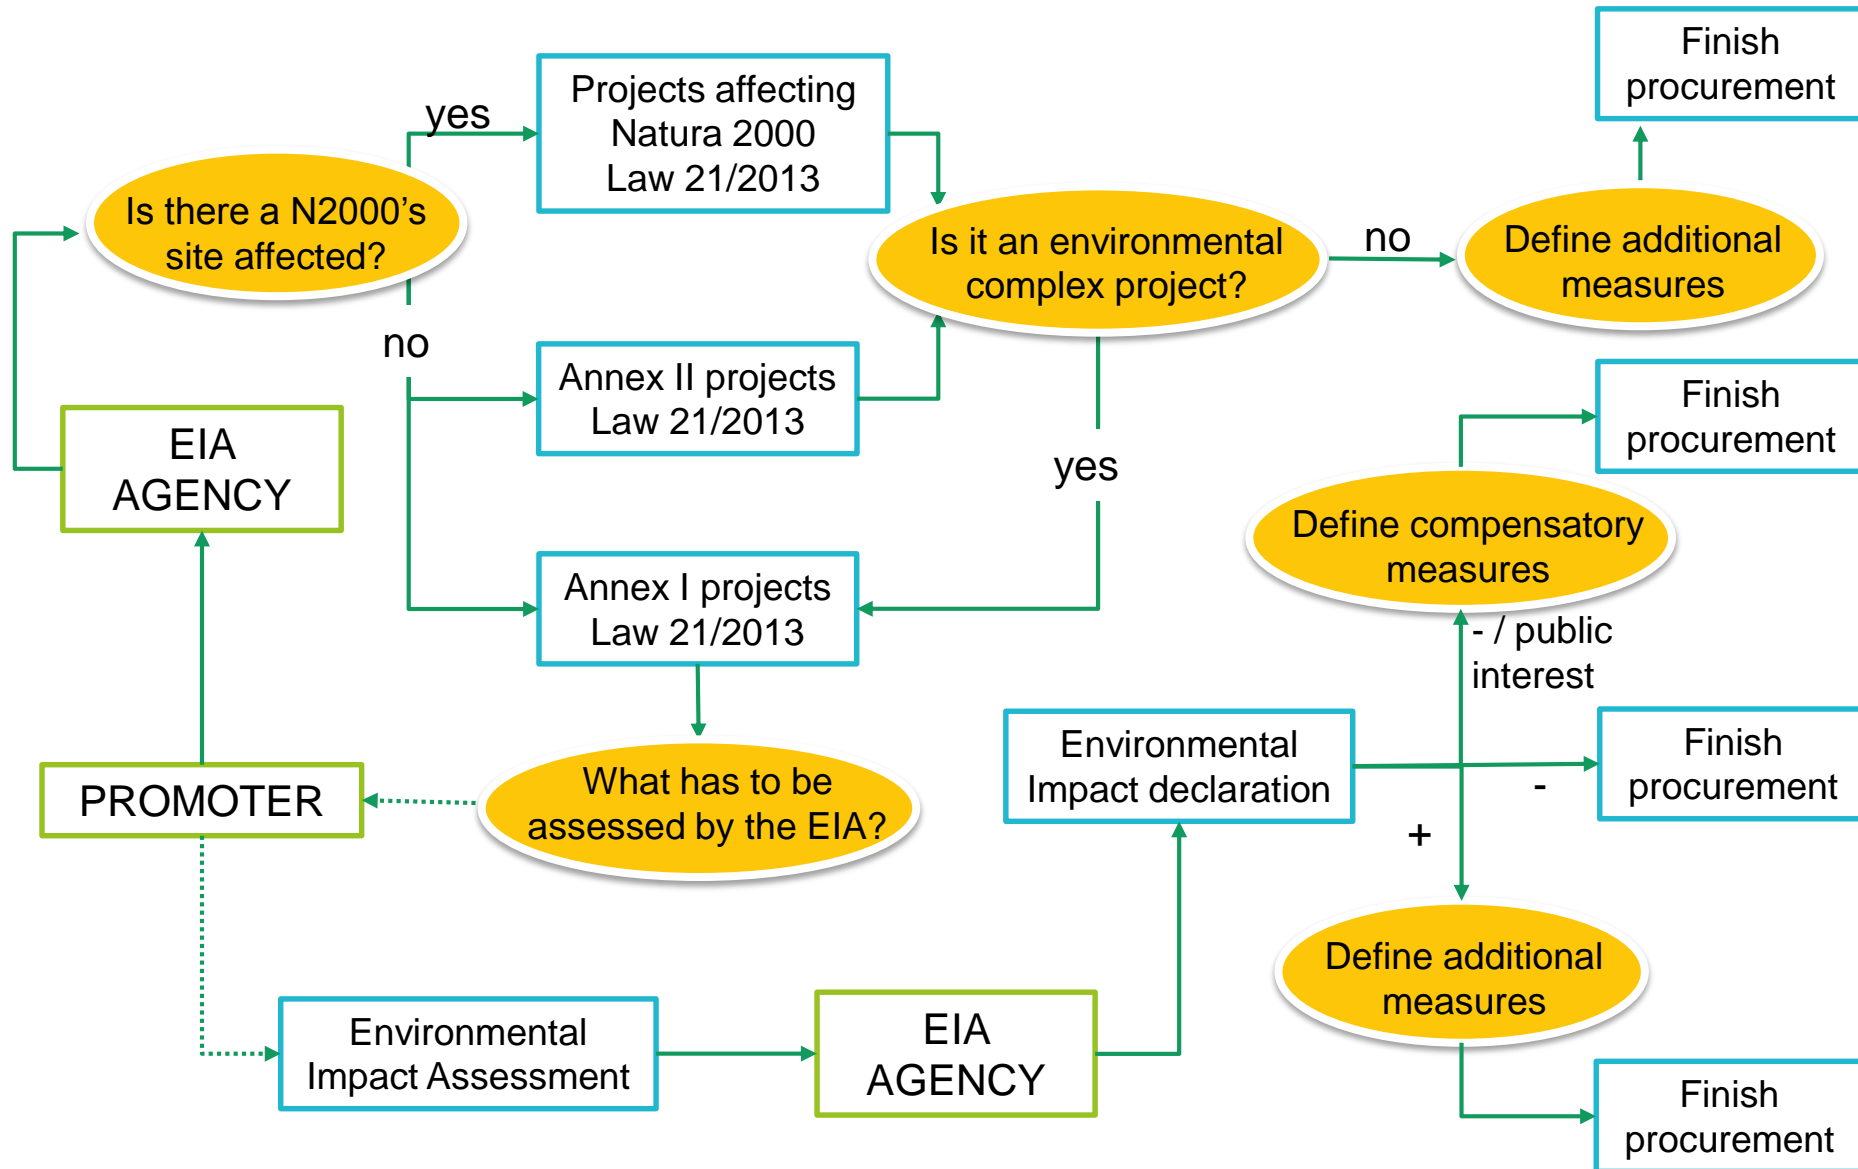 Finish
procurement
Projects affecting
Natura 2000
Law 21/2013
yes
Is there a N2000’s
site affected?
Is it an environmental
complex project?
no
Define additional
measures
no
Annex II projects
Law 21/2013
Finish
procurement
EIA
AGENCY
yes
Define compensatory
measures
Annex I projects
Law 21/2013
- / public
interest
Environmental
Impact declaration
Finish
procurement
-
What has to be
assessed by the EIA?
PROMOTER
+
Define additional
measures
Environmental
Impact Assessment
EIA
AGENCY
Finish
procurement